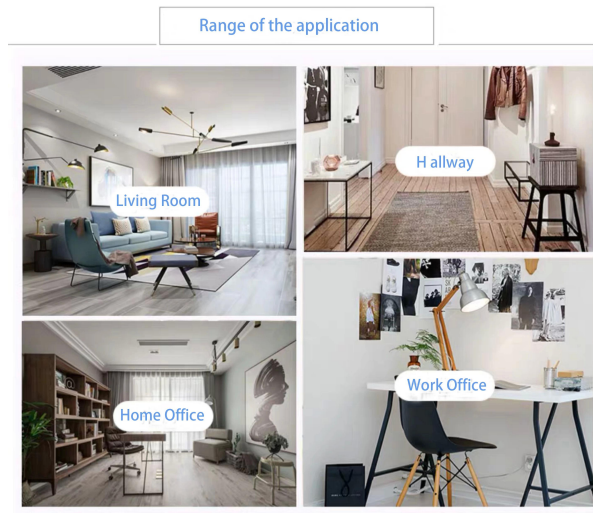 Range of the application
Living Room
H allway
Home Office
Work Office